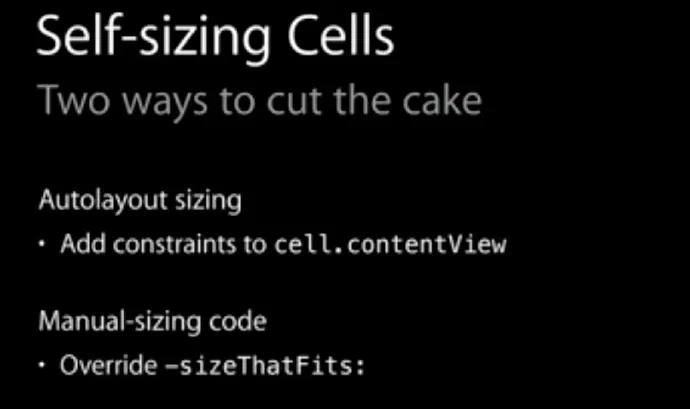 Self-sizing Cells
Two ways to cut the cake
Autolayout sizing
• Add constraints to cell.contentView
Manual-sizing code
• Override -sizeThatFits: